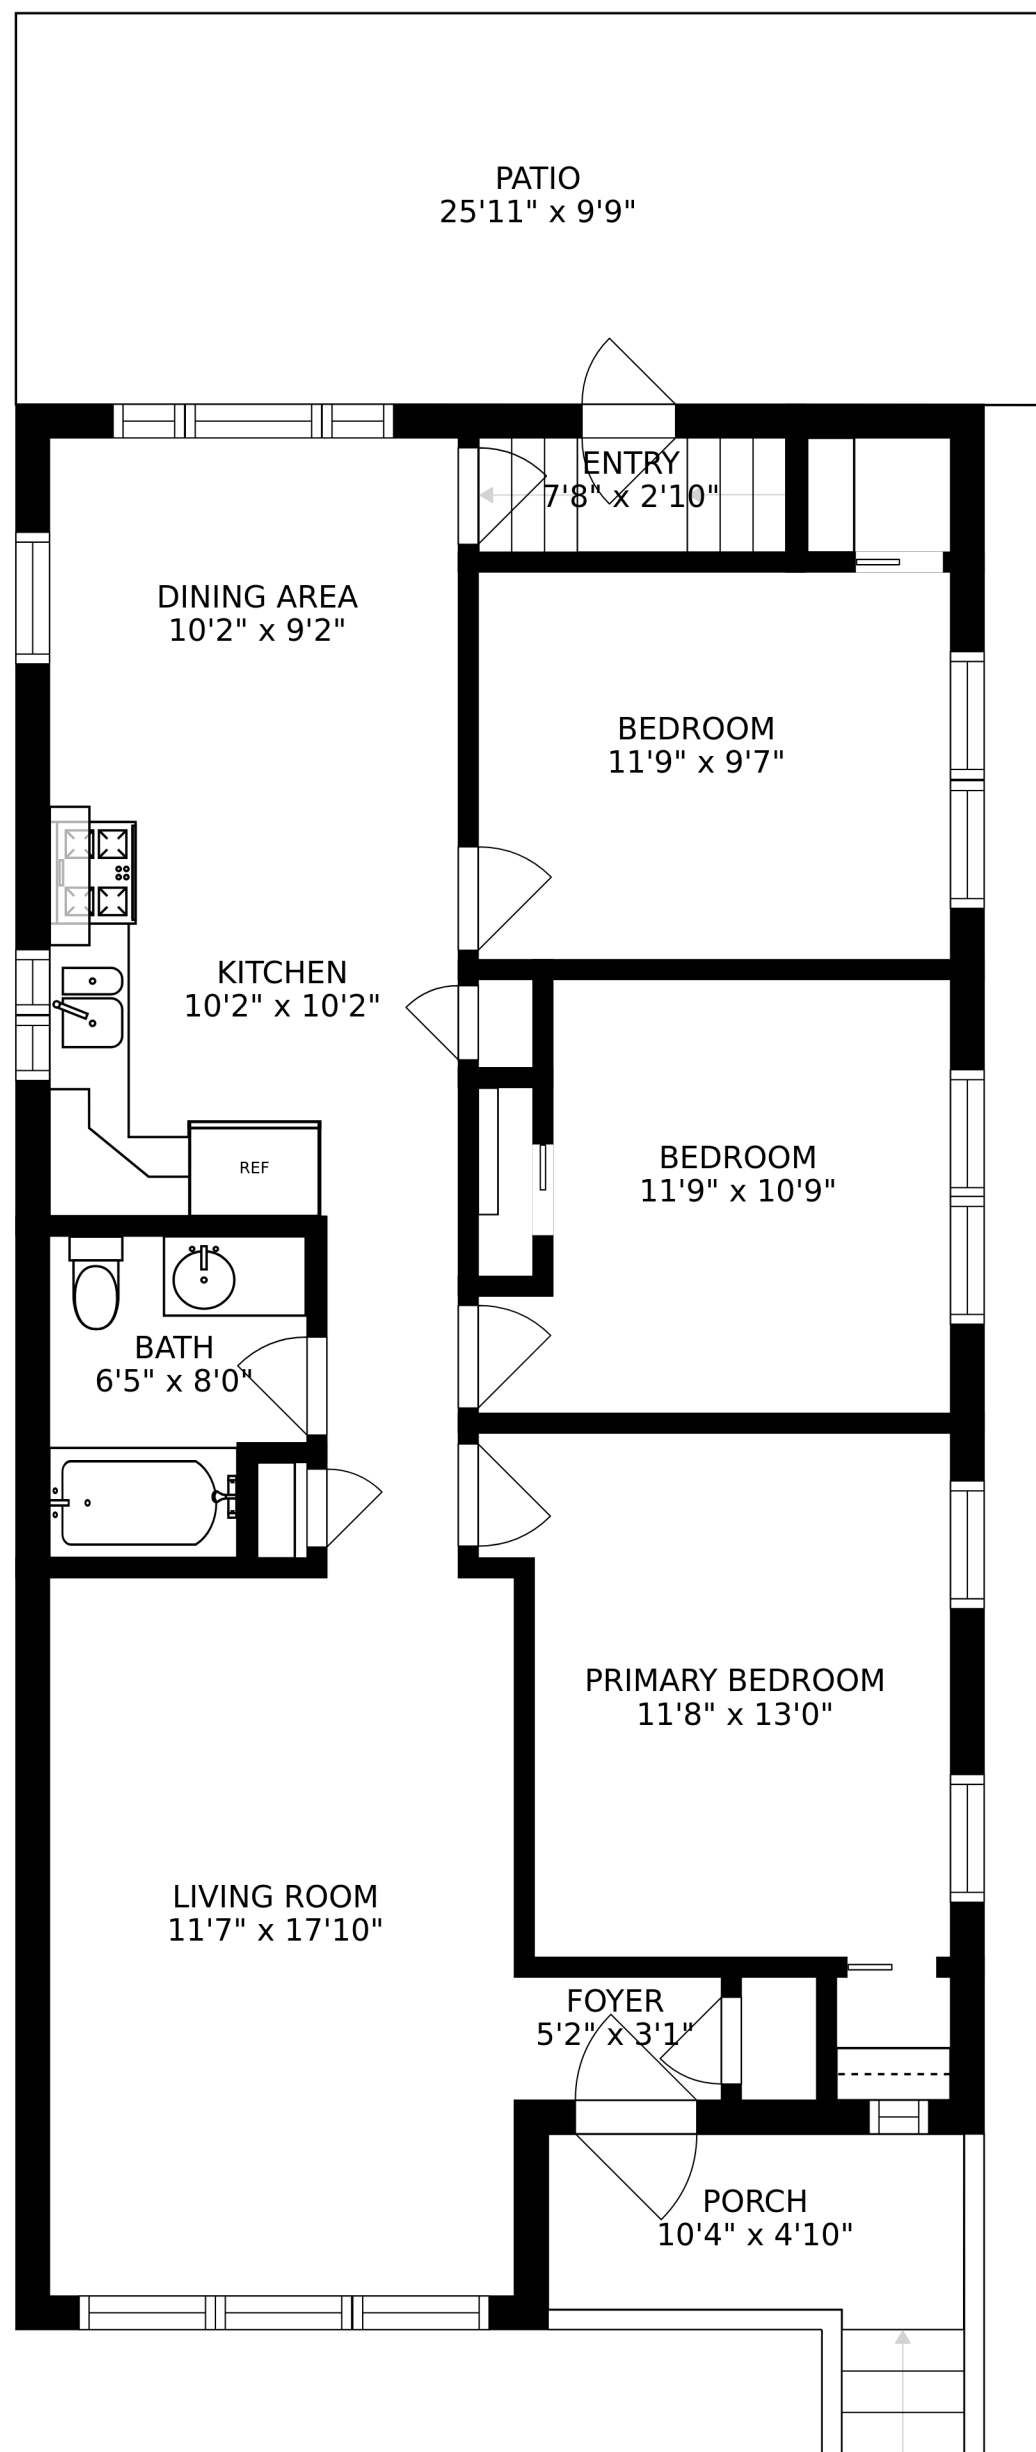 PATIO
25'11" x 9'9"
ENTRY
7'8" x 2'10"
DINING AREA
10'2" x 9'2"
BEDROOM
11'9" x 9'7"
KITCHEN
10'2" x 10'2"
REF
BEDROOM
11'9" x 10'9"
BATH
6'5" x 8'0"
PRIMARY BEDROOM
11'8" x 13'0"
LIVING ROOM
11'7" x 17'10"
FOYER
5'2" x 3'1"
PORCH
10'4" x 4'10"